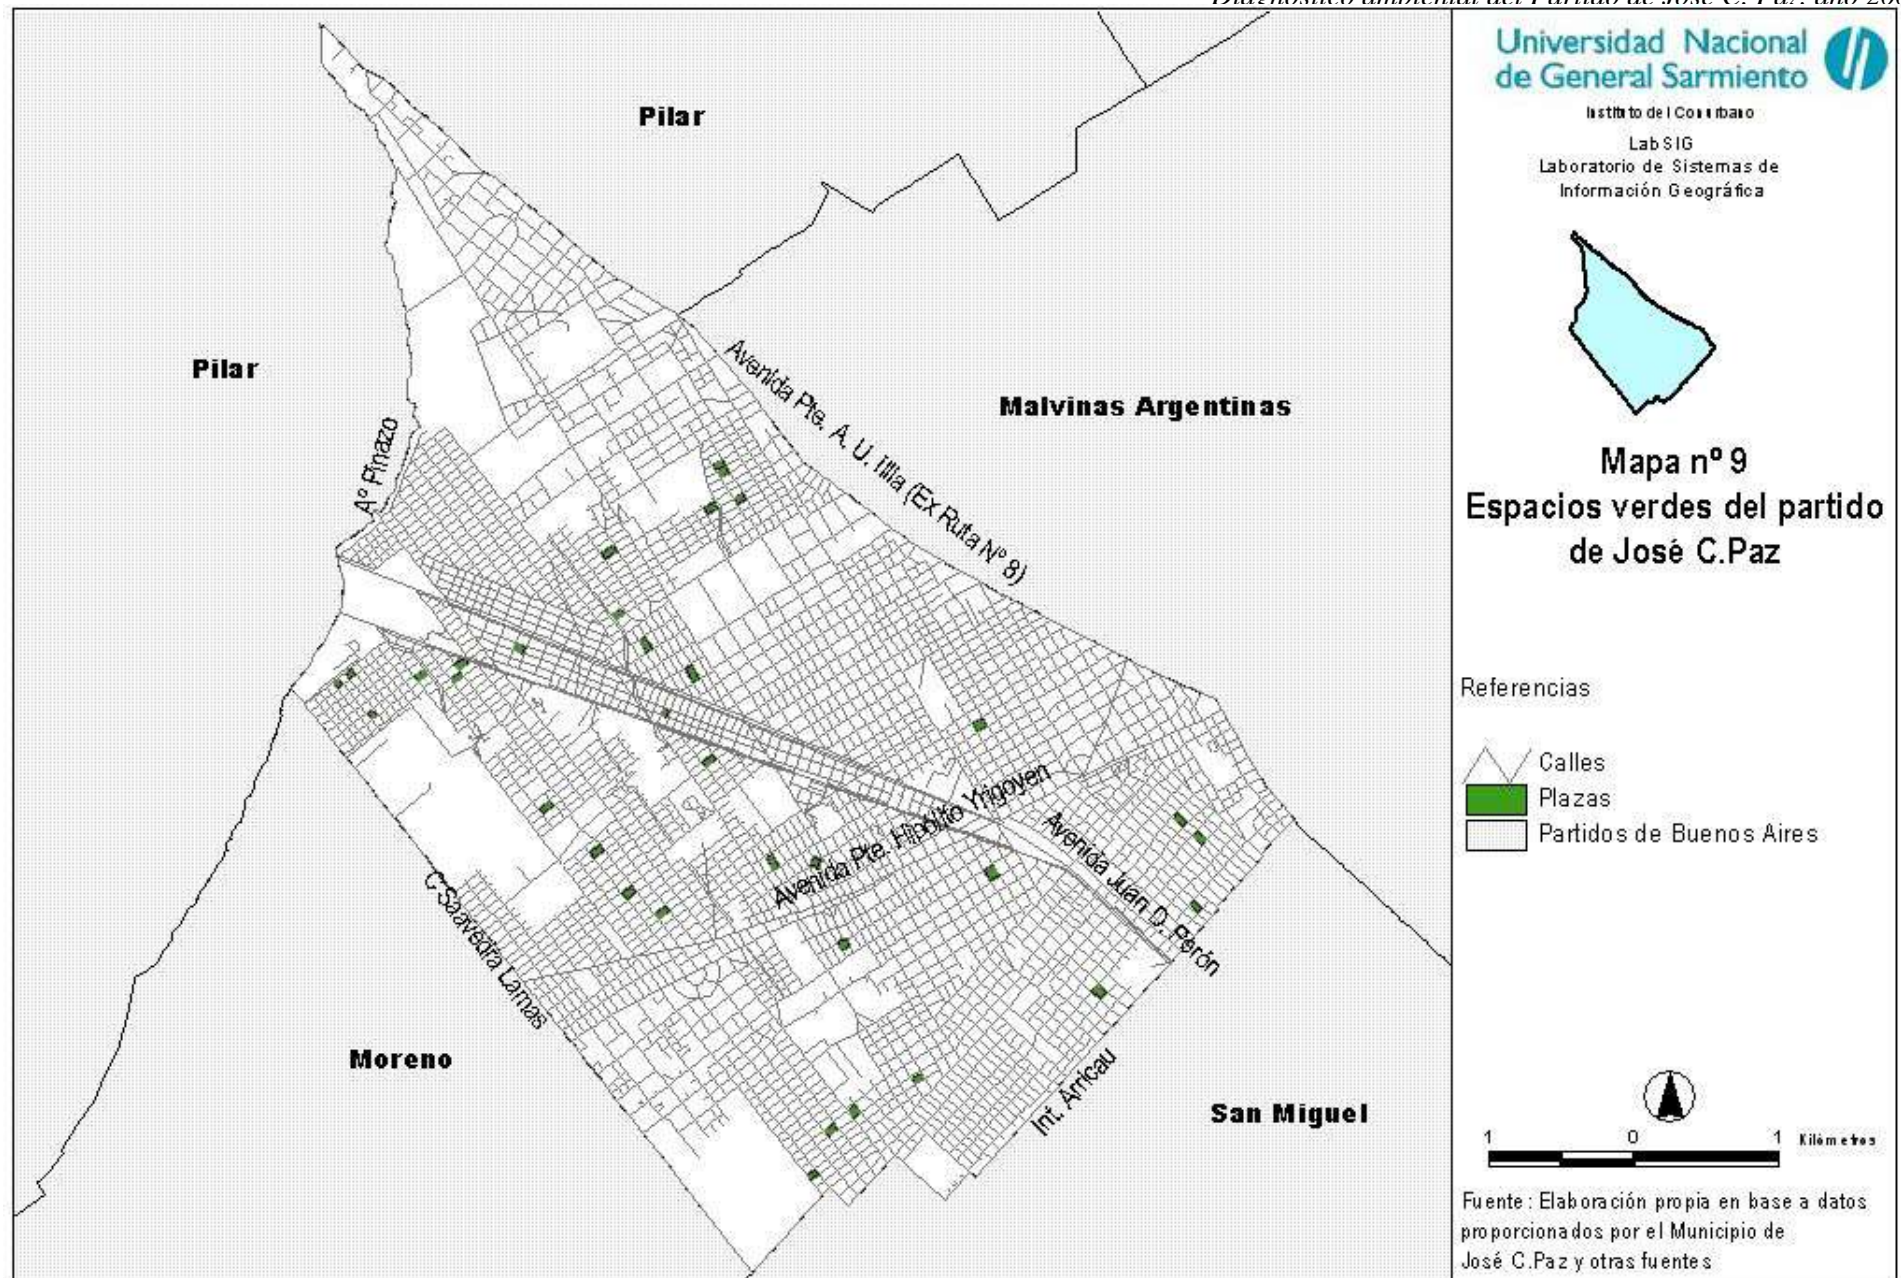 Universidad Nacional
de General Sarmiento
Instituto del Conurbano
LabSIG
Laboratorio de Sistemas de
Información Geográfica
Mapa nº 9
Espacios verdes del partido
de José C.Paz
Referencias
Calles
Plazas
Partidos de Buenos Aires
1 0 1 Kilómetros
Fuente: Elaboración propia en base a datos
proporcionados por el Municipio de
José C.Paz y otras fuentes
Pilar
Pilar
Malvinas Argentinas
Moreno
San Miguel
Aº Pinazo
Avenida Pte. A. U. Illia (Ex Ruta Nº 8)
Avenida Pte. Hipólito Yrigoyen
Avenida Juan D. Perón
C Saavedra Lamas
Int. Arricau